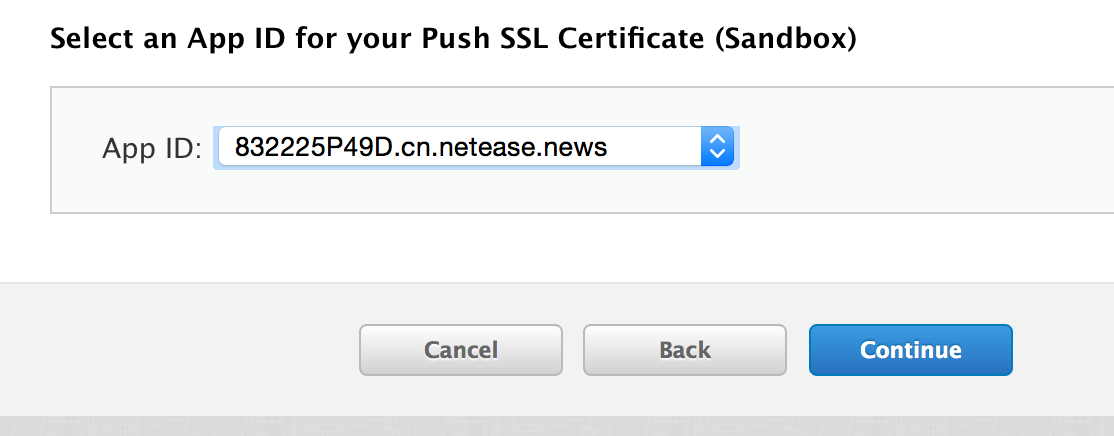 Select an App ID for your Push SSL Certificate (Sandbox)
App ID: 832225P49D.cn.netease.news
Cancel Back Continue